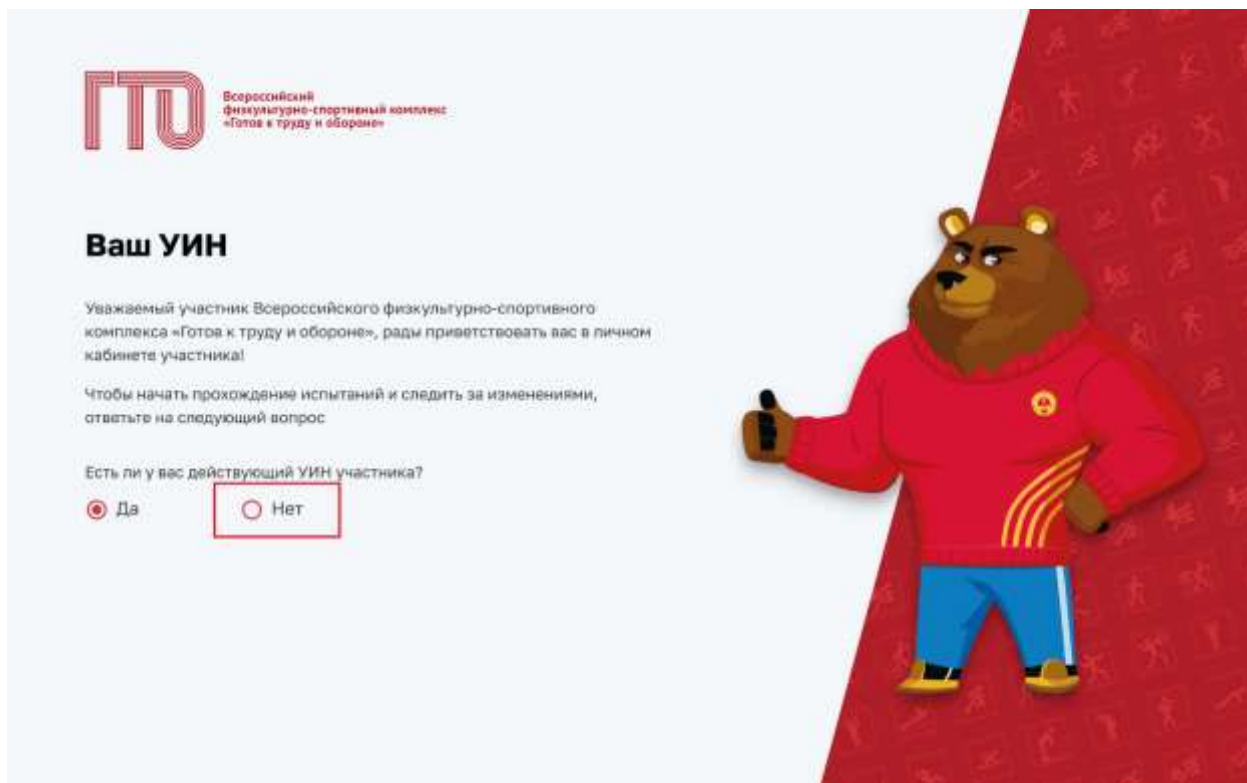 ГТО
Всероссийский
физкультурно-спортивный комплекс
«Готов к труду и обороне»
Ваш УИН
Уважаемый участник Всероссийского физкультурно-спортивного
комплекса «Готов к труду и обороне», рады приветствовать вас в личном
кабинете участника!
Чтобы начать прохождение испытаний и следить за изменениями,
ответьте на следующий вопрос
Есть ли у вас действующий УИН участника?
Да
Нет